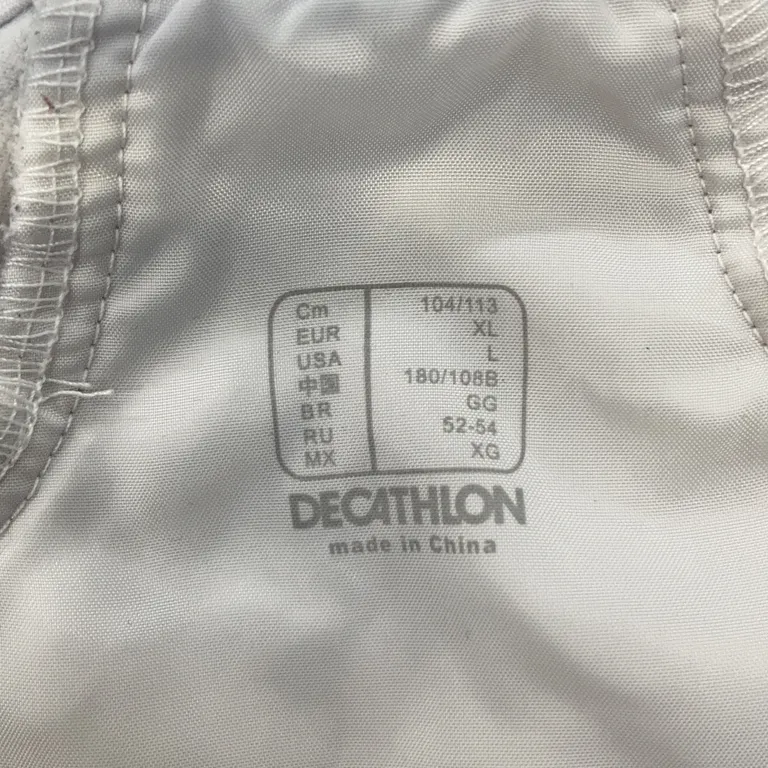 Cm 104/113
EUR XL
USA L
中国 180/108B
BR GG
RU 52-54
MX XG
DECATHLON
made in China